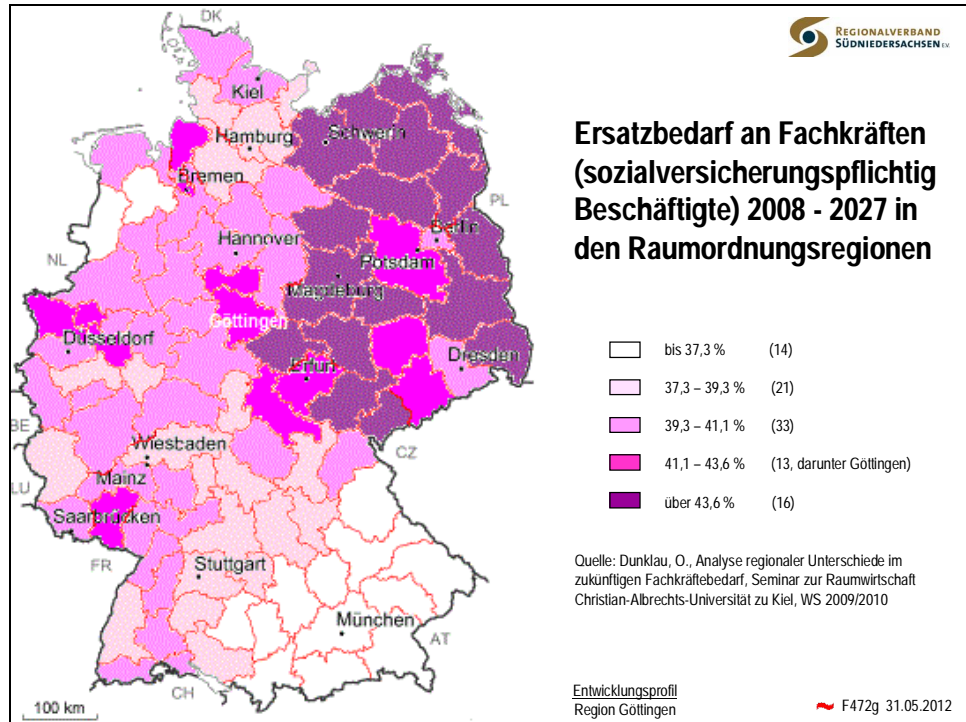 DK
Kiel
Hamburg
Schwerin
Bremen
PL
Berlin
Hannover
NL
Potsdam
Magdeburg
Göttingen
Düsseldorf
Dresden
Erfurt
BE
Wiesbaden
CZ
LU
Mainz
Saarbrücken
FR
Stuttgart
München
AT
CH
100 km
REGIONALVERBAND
SÜDNIEDERSACHSEN E.V.
Ersatzbedarf an Fachkräften
(sozialversicherungspflichtig
Beschäftigte) 2008 - 2027 in
den Raumordnungsregionen
bis 37,3 % (14)
37,3 – 39,3 % (21)
39,3 – 41,1 % (33)
41,1 – 43,6 % (13, darunter Göttingen)
über 43,6 % (16)
Quelle: Dunklau, O., Analyse regionaler Unterschiede im
zukünftigen Fachkräftebedarf, Seminar zur Raumwirtschaft
Christian-Albrechts-Universität zu Kiel, WS 2009/2010
Entwicklungsprofil
Region Göttingen
F472g 31.05.2012